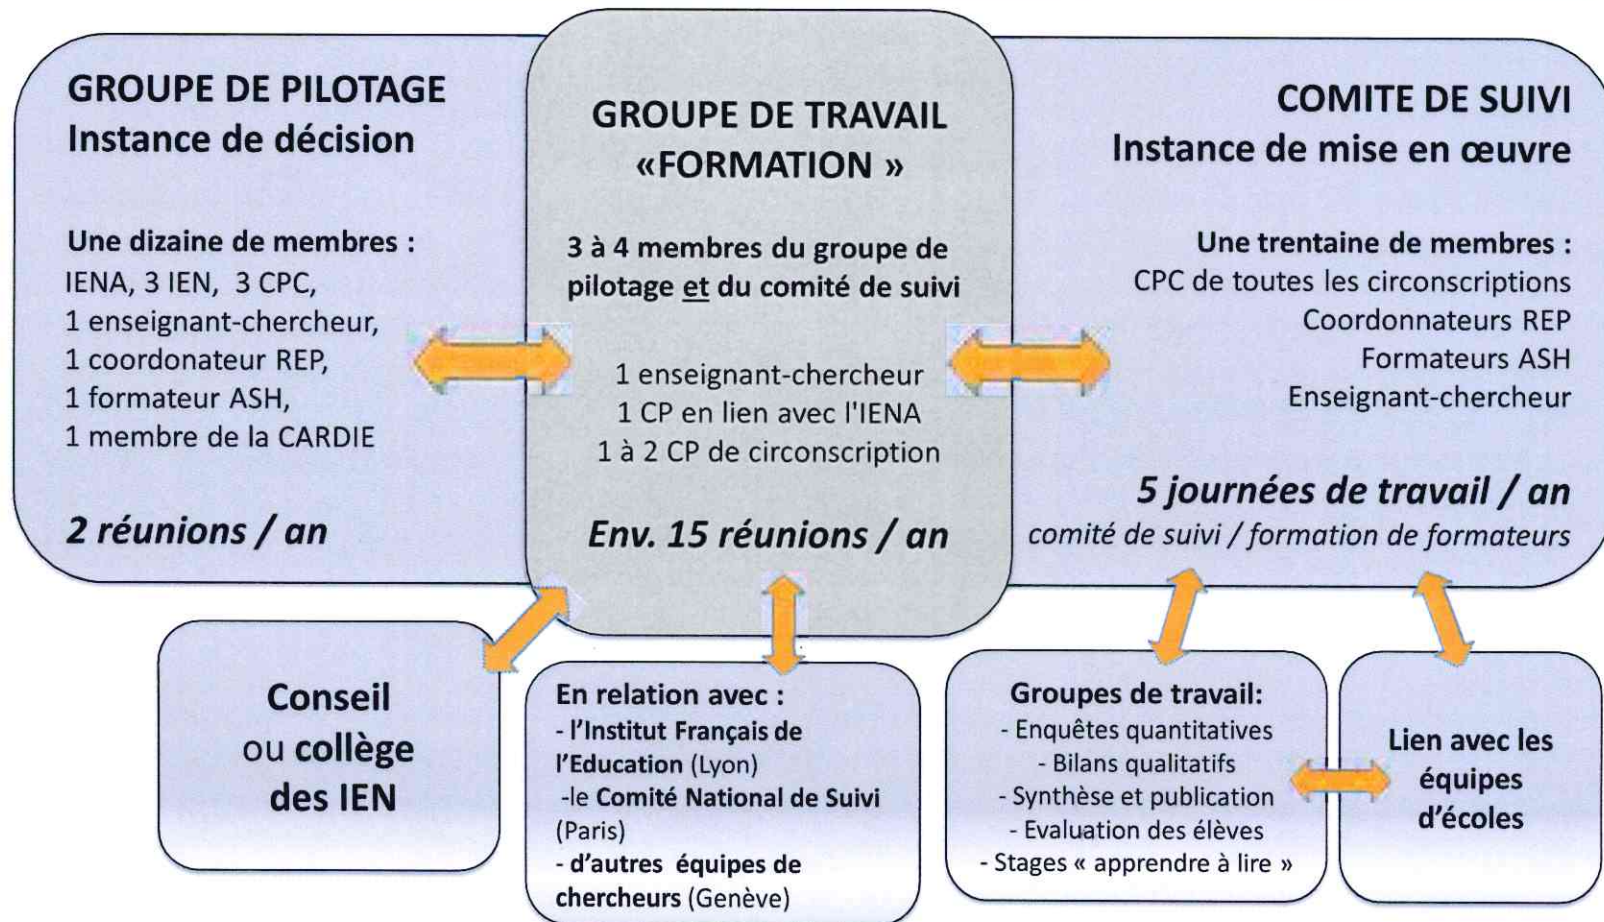 GROUPE DE PILOTAGE
Instance de décision
Une dizaine de membres :
IENA, 3 IEN, 3 CPC,
1 enseignant-chercheur,
1 coordonateur REP,
1 formateur ASH,
1 membre de la CARDIE
2 réunions / an
GROUPE DE TRAVAIL
«FORMATION »
3 à 4 membres du groupe de
pilotage et du comité de suivi
1 enseignant-chercheur
1 CP en lien avec l'IENA
1 à 2 CP de circonscription
Env. 15 réunions / an
COMITE DE SUIVI
Instance de mise en œuvre
Une trentaine de membres :
CPC de toutes les circonscriptions
Coordonnateurs REP
Formateurs ASH
Enseignant-chercheur
5 journées de travail / an
comité de suivi / formation de formateurs
Conseil
ou collège
des IEN
En relation avec :
- l’Institut Français de
l’Education (Lyon)
-le Comité National de Suivi
(Paris)
- d’autres équipes de
chercheurs (Genève)
Groupes de travail:
- Enquêtes quantitatives
- Bilans qualitatifs
- Synthèse et publication
- Evaluation des élèves
- Stages « apprendre à lire »
Lien avec les
équipes
d’écoles